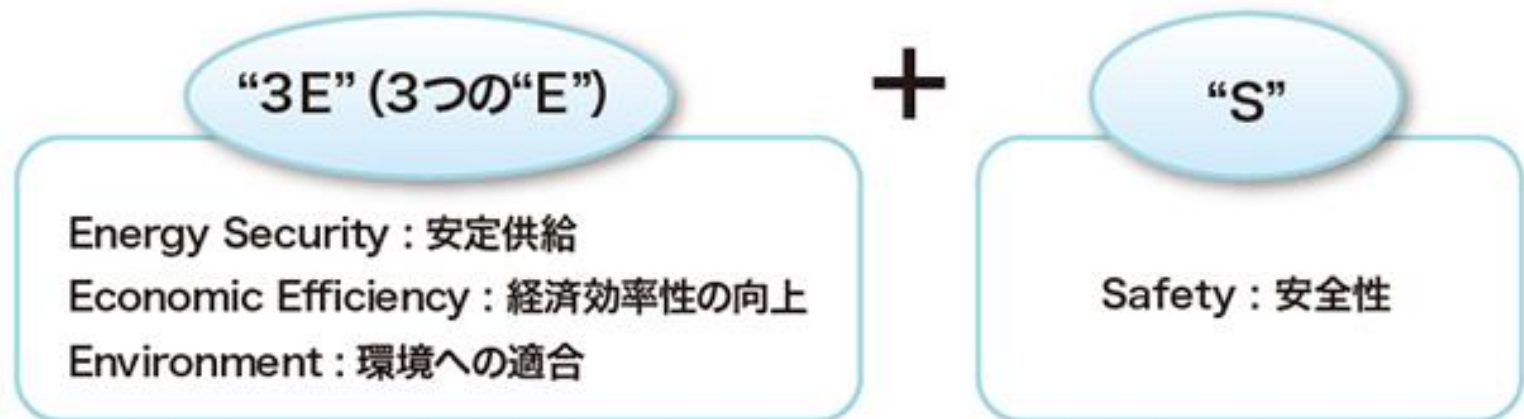 “3E” (3つの“E”)
+
“S”
Energy Security : 安定供給
Economic Efficiency : 経済効率性の向上
Environment : 環境への適合
Safety : 安全性